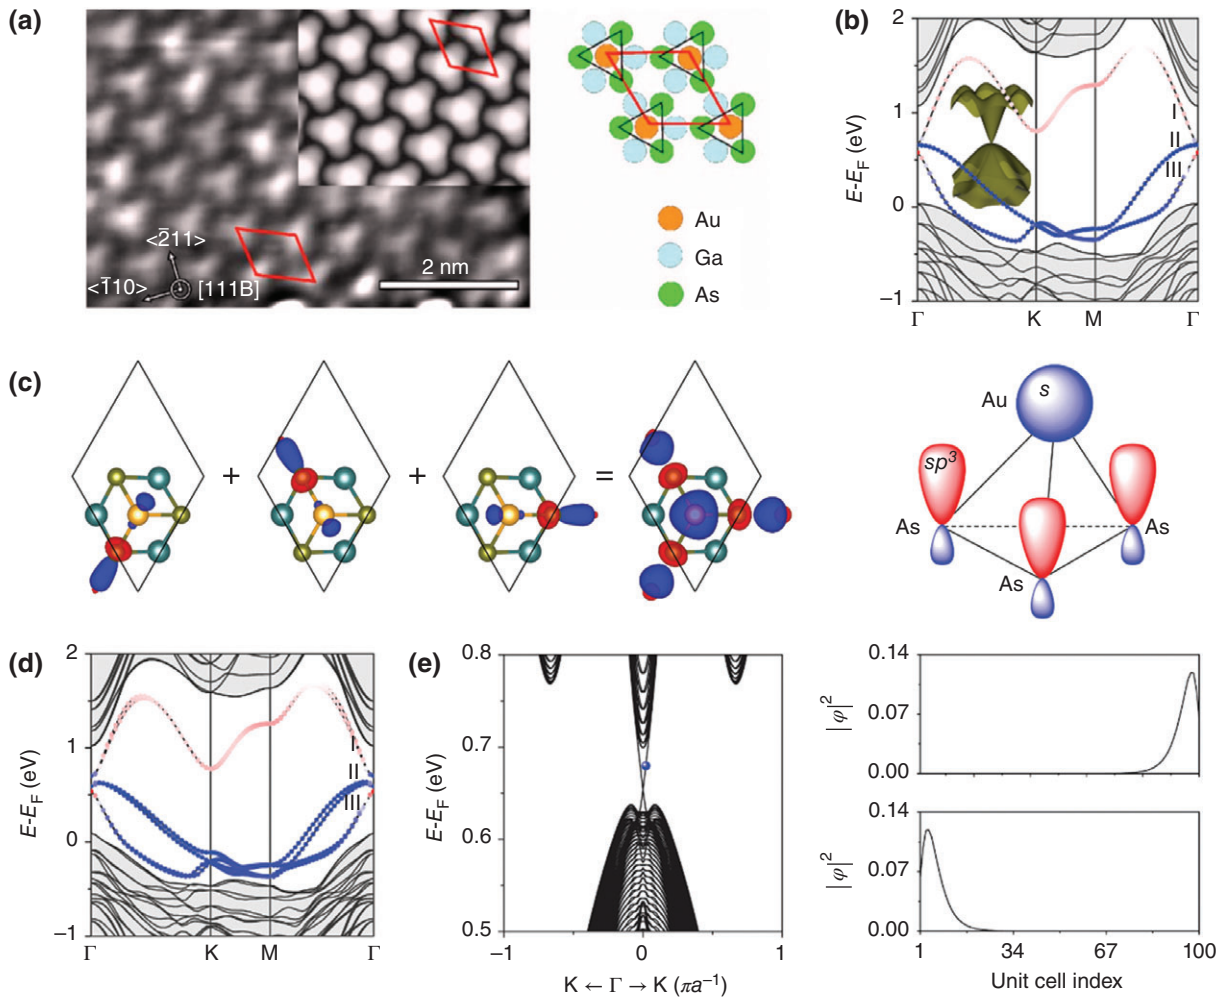 (a)
<2̄11>
<1̄10>
[111B]
2 nm
Au
Ga
As
(b)
2
1
0
−1
E-E_F (eV)
I
II
III
Γ K M Γ
(c)
+ + =
Au
s
sp³
As
As
As
(d)
2
1
0
−1
E-E_F (eV)
I
II
III
Γ K M Γ
(e)
0.8
0.7
0.6
0.5
E-E_F (eV)
−1 0 1
K ← Γ → K (πa⁻¹)
0.14
0.07
0.00
|φ|²
0.14
0.07
0.00
|φ|²
1 34 67 100
Unit cell index